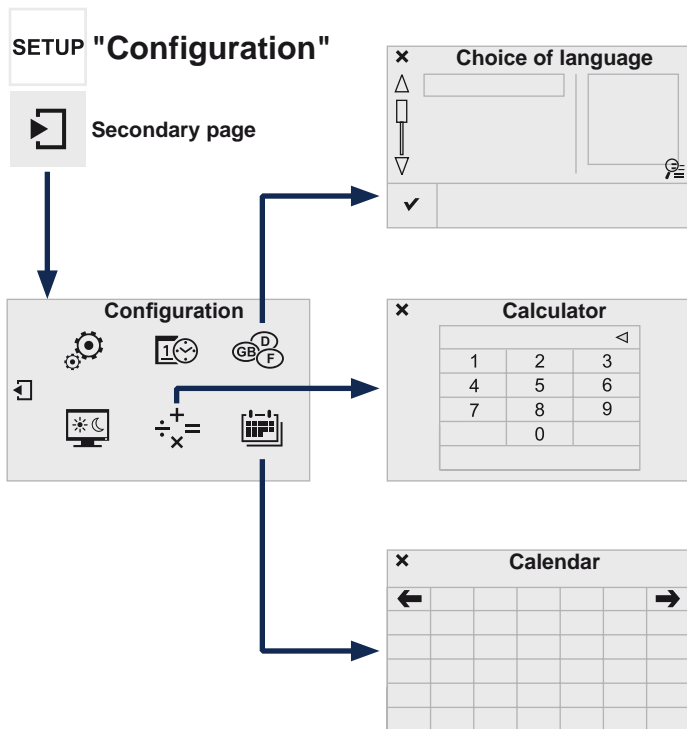 SETUP "Configuration"
Secondary page
Choice of language
Configuration
1
GB D F
Calculator
1 2 3
4 5 6
7 8 9
0
Calendar